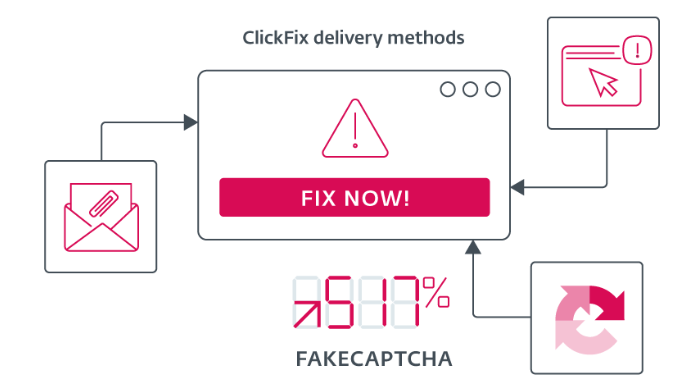 ClickFix delivery methods
FIX NOW!
↗517%
FAKECAPTCHA